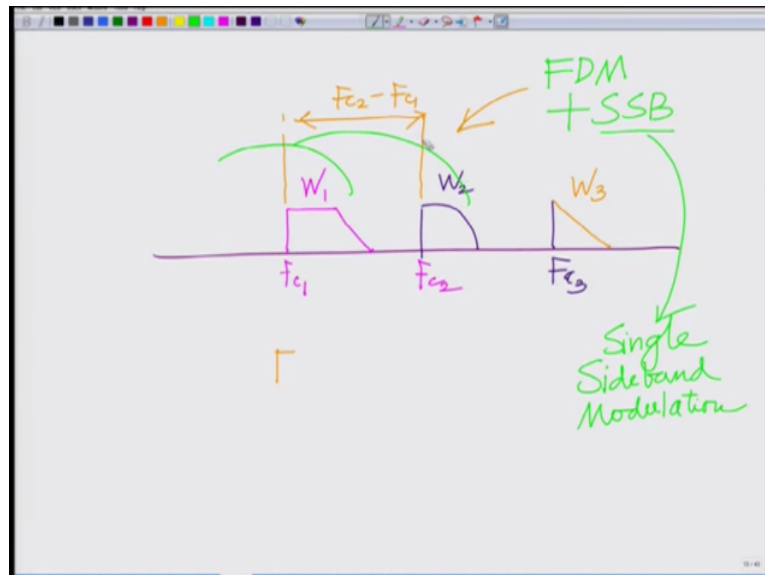 FDM
+ SSB
Fc2 - Fc1
W1
W2
W3
Fc1
Fc2
Fc3
Single
Sideband
Modulation